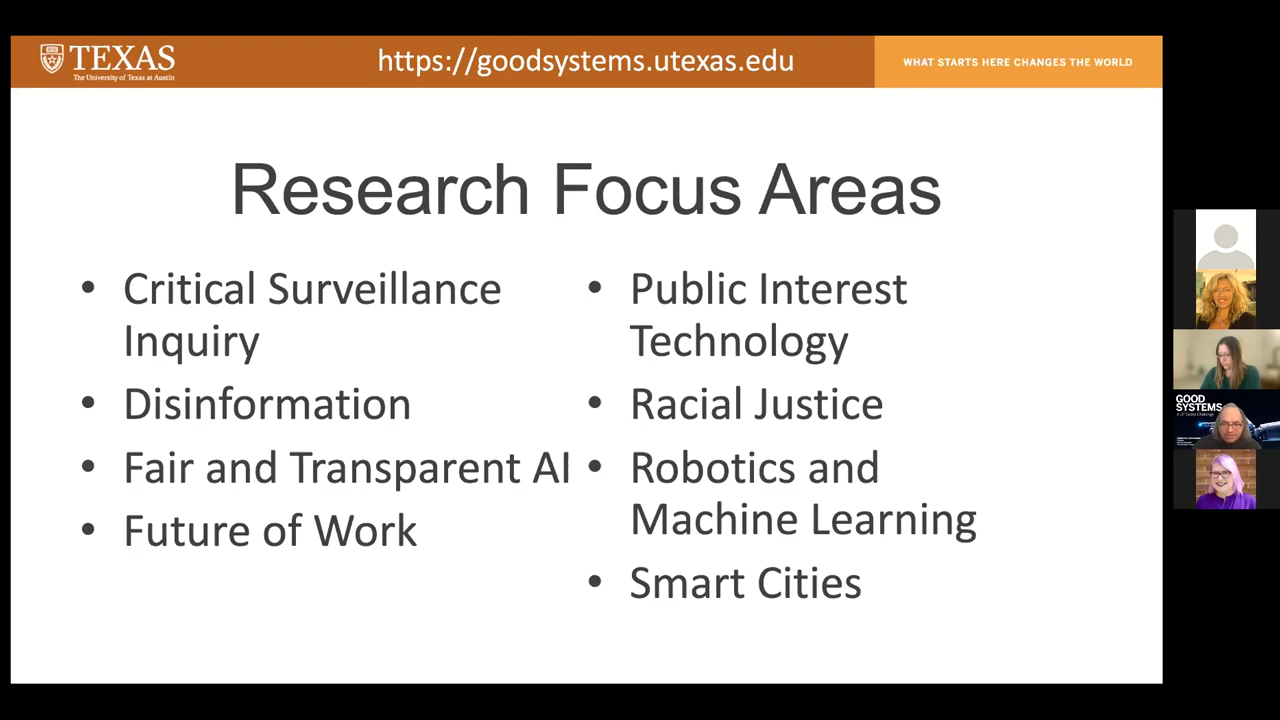 TEXAS
The University of Texas at Austin
https://goodsystems.utexas.edu
WHAT STARTS HERE CHANGES THE WORLD
Research Focus Areas
• Critical Surveillance
Inquiry
• Disinformation
• Fair and Transparent AI
• Future of Work
• Public Interest
Technology
• Racial Justice
• Robotics and
Machine Learning
• Smart Cities
GOOD
SYSTEMS